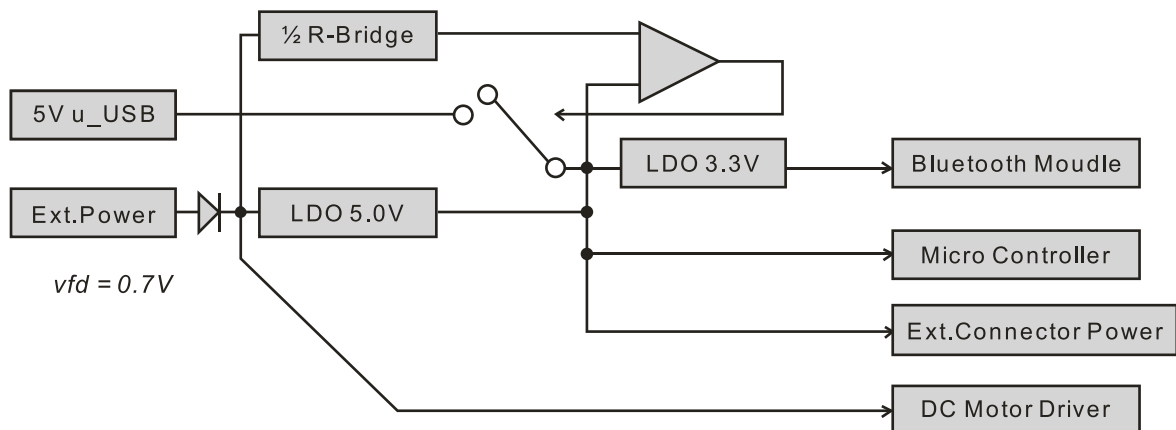 ½ R-Bridge
5V u_USB
LDO 3.3V
Bluetooth Moudle
Ext.Power
LDO 5.0V
Micro Controller
vfd = 0.7V
Ext.Connector Power
DC Motor Driver